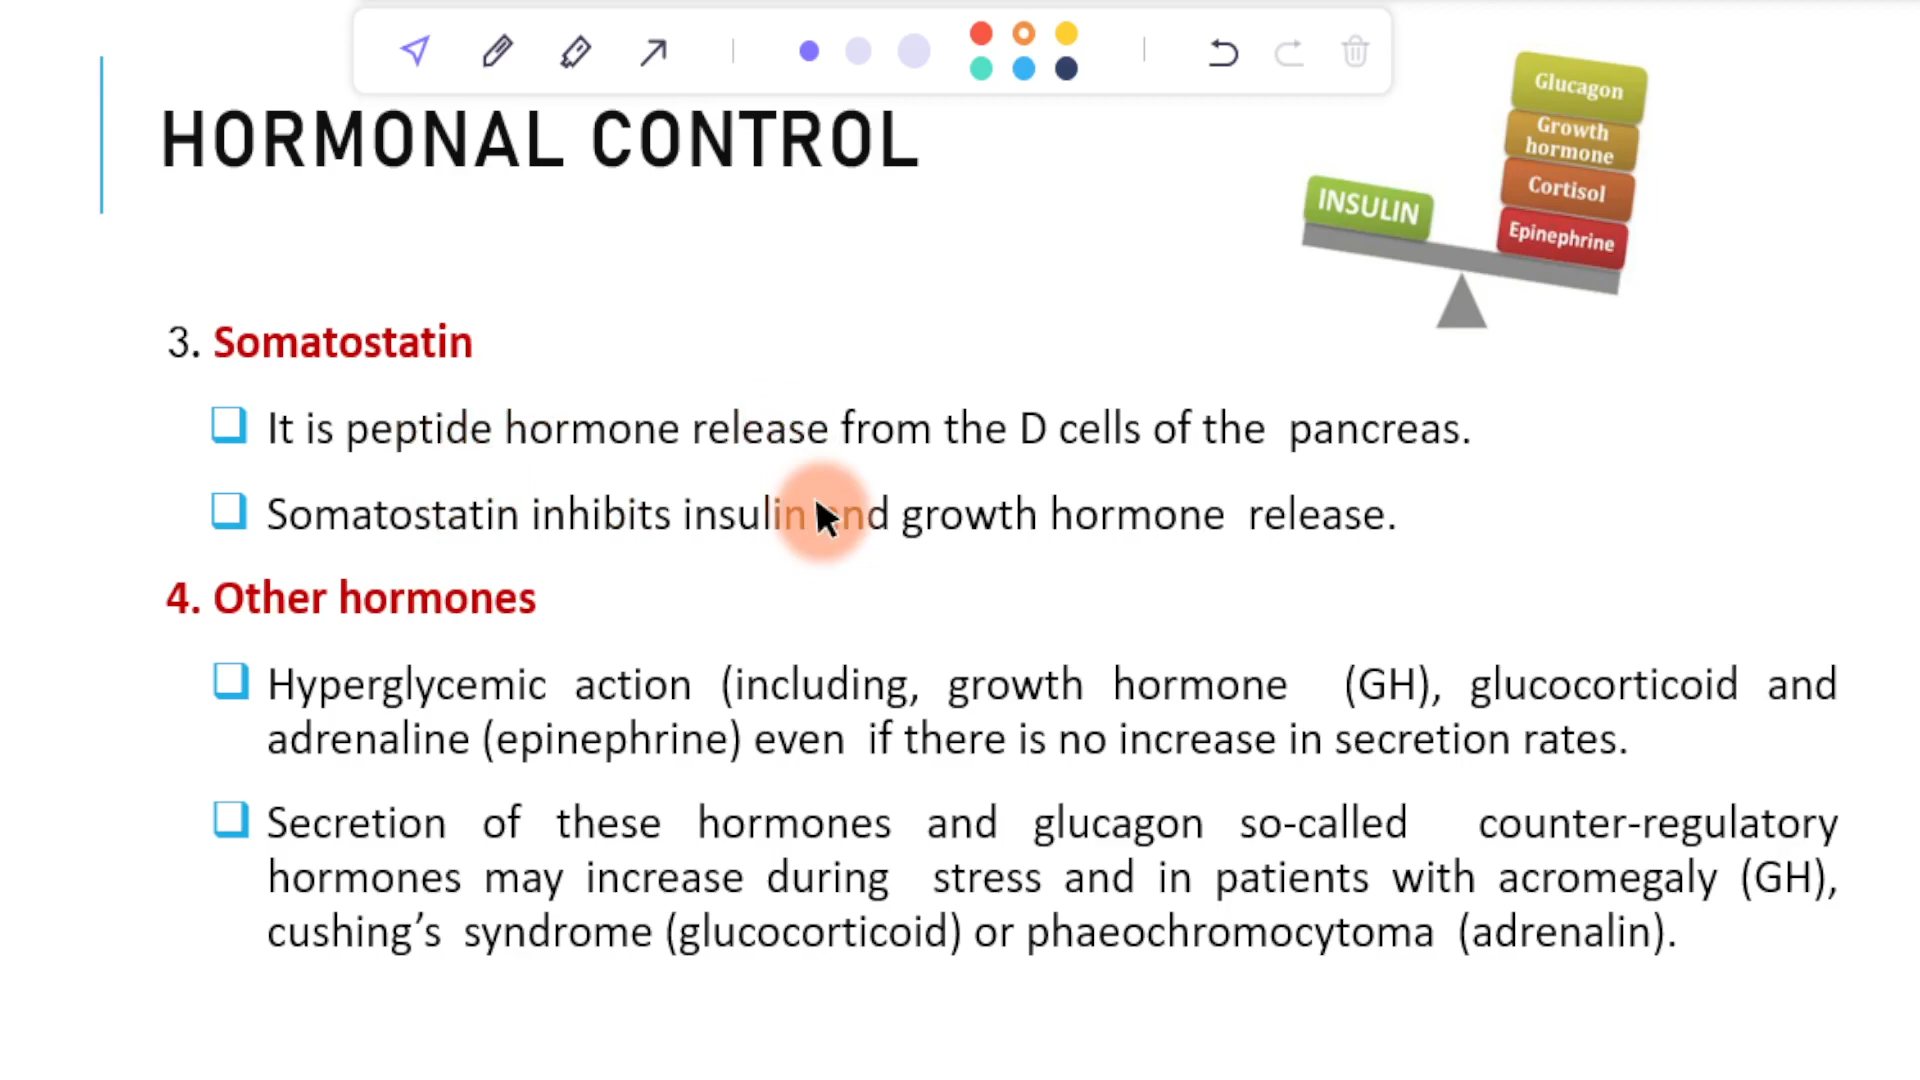 HORMONAL CONTROL
Glucagon
Growth
hormone
Cortisol
Epinephrine
INSULIN
3. Somatostatin
It is peptide hormone release from the D cells of the pancreas.
Somatostatin inhibits insulin and growth hormone release.
4. Other hormones
Hyperglycemic action (including, growth hormone (GH), glucocorticoid and
adrenaline (epinephrine) even if there is no increase in secretion rates.
Secretion of these hormones and glucagon so-called counter-regulatory
hormones may increase during stress and in patients with acromegaly (GH),
cushing’s syndrome (glucocorticoid) or phaeochromocytoma (adrenalin).